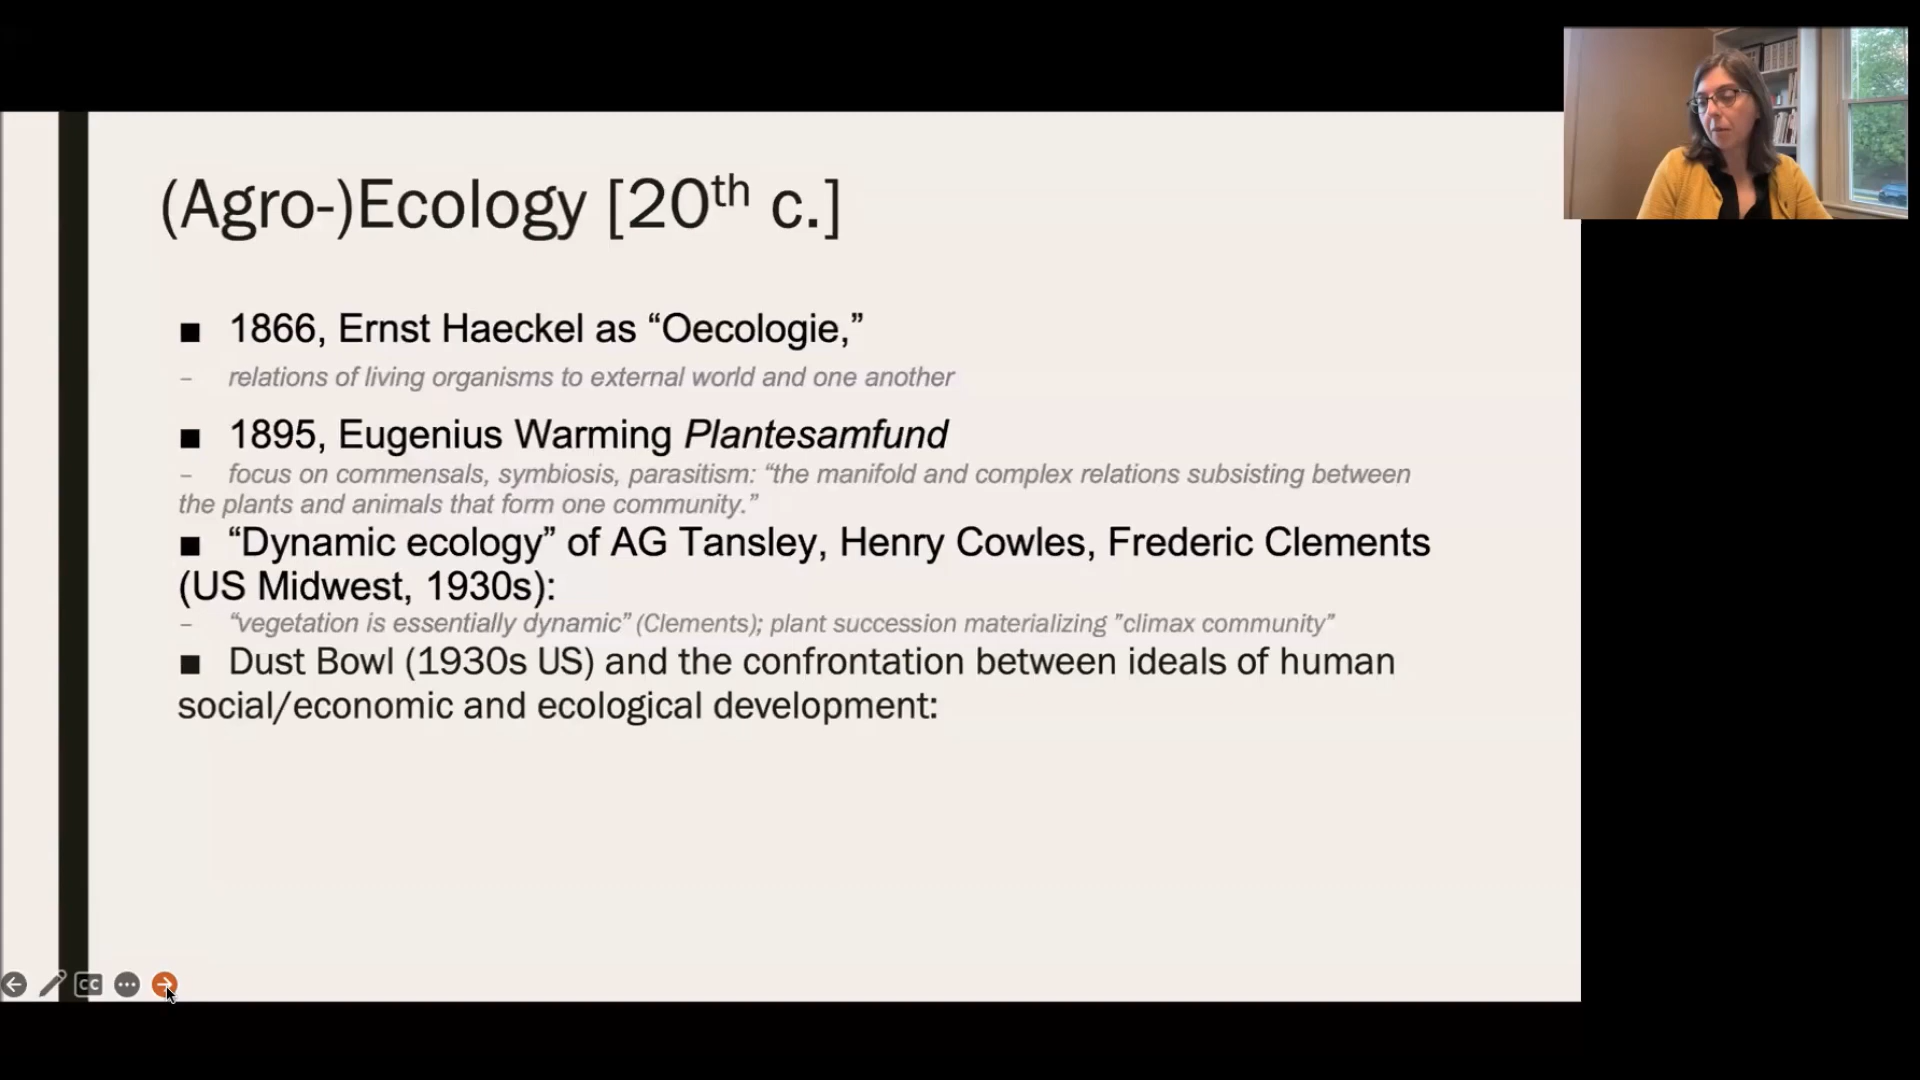 (Agro-)Ecology [20th c.]
■ 1866, Ernst Haeckel as “Oecologie,”
– relations of living organisms to external world and one another
■ 1895, Eugenius Warming Plantesamfund
– focus on commensals, symbiosis, parasitism: “the manifold and complex relations subsisting between
the plants and animals that form one community.”
■ “Dynamic ecology” of AG Tansley, Henry Cowles, Frederic Clements
(US Midwest, 1930s):
– “vegetation is essentially dynamic” (Clements); plant succession materializing ”climax community”
■ Dust Bowl (1930s US) and the confrontation between ideals of human
social/economic and ecological development:
CC